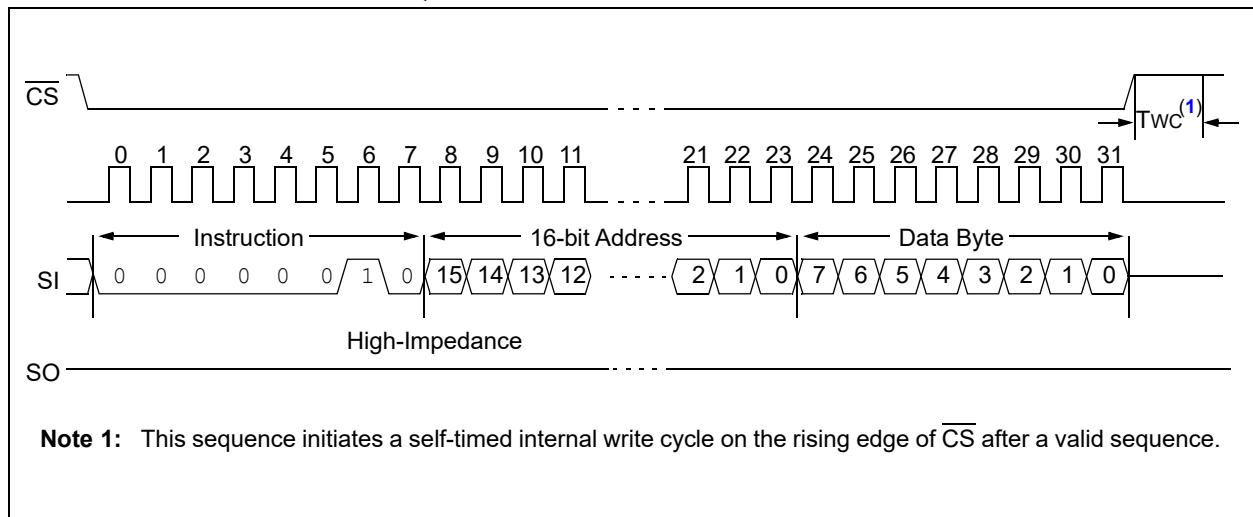 CS
TWC(1)
0 1 2 3 4 5 6 7 8 9 10 11 21 22 23 24 25 26 27 28 29 30 31
Instruction 16-bit Address Data Byte
SI 0 0 0 0 0 0 1 0 15 14 13 12 2 1 0 7 6 5 4 3 2 1 0
High-Impedance
SO
Note 1: This sequence initiates a self-timed internal write cycle on the rising edge of CS after a valid sequence.